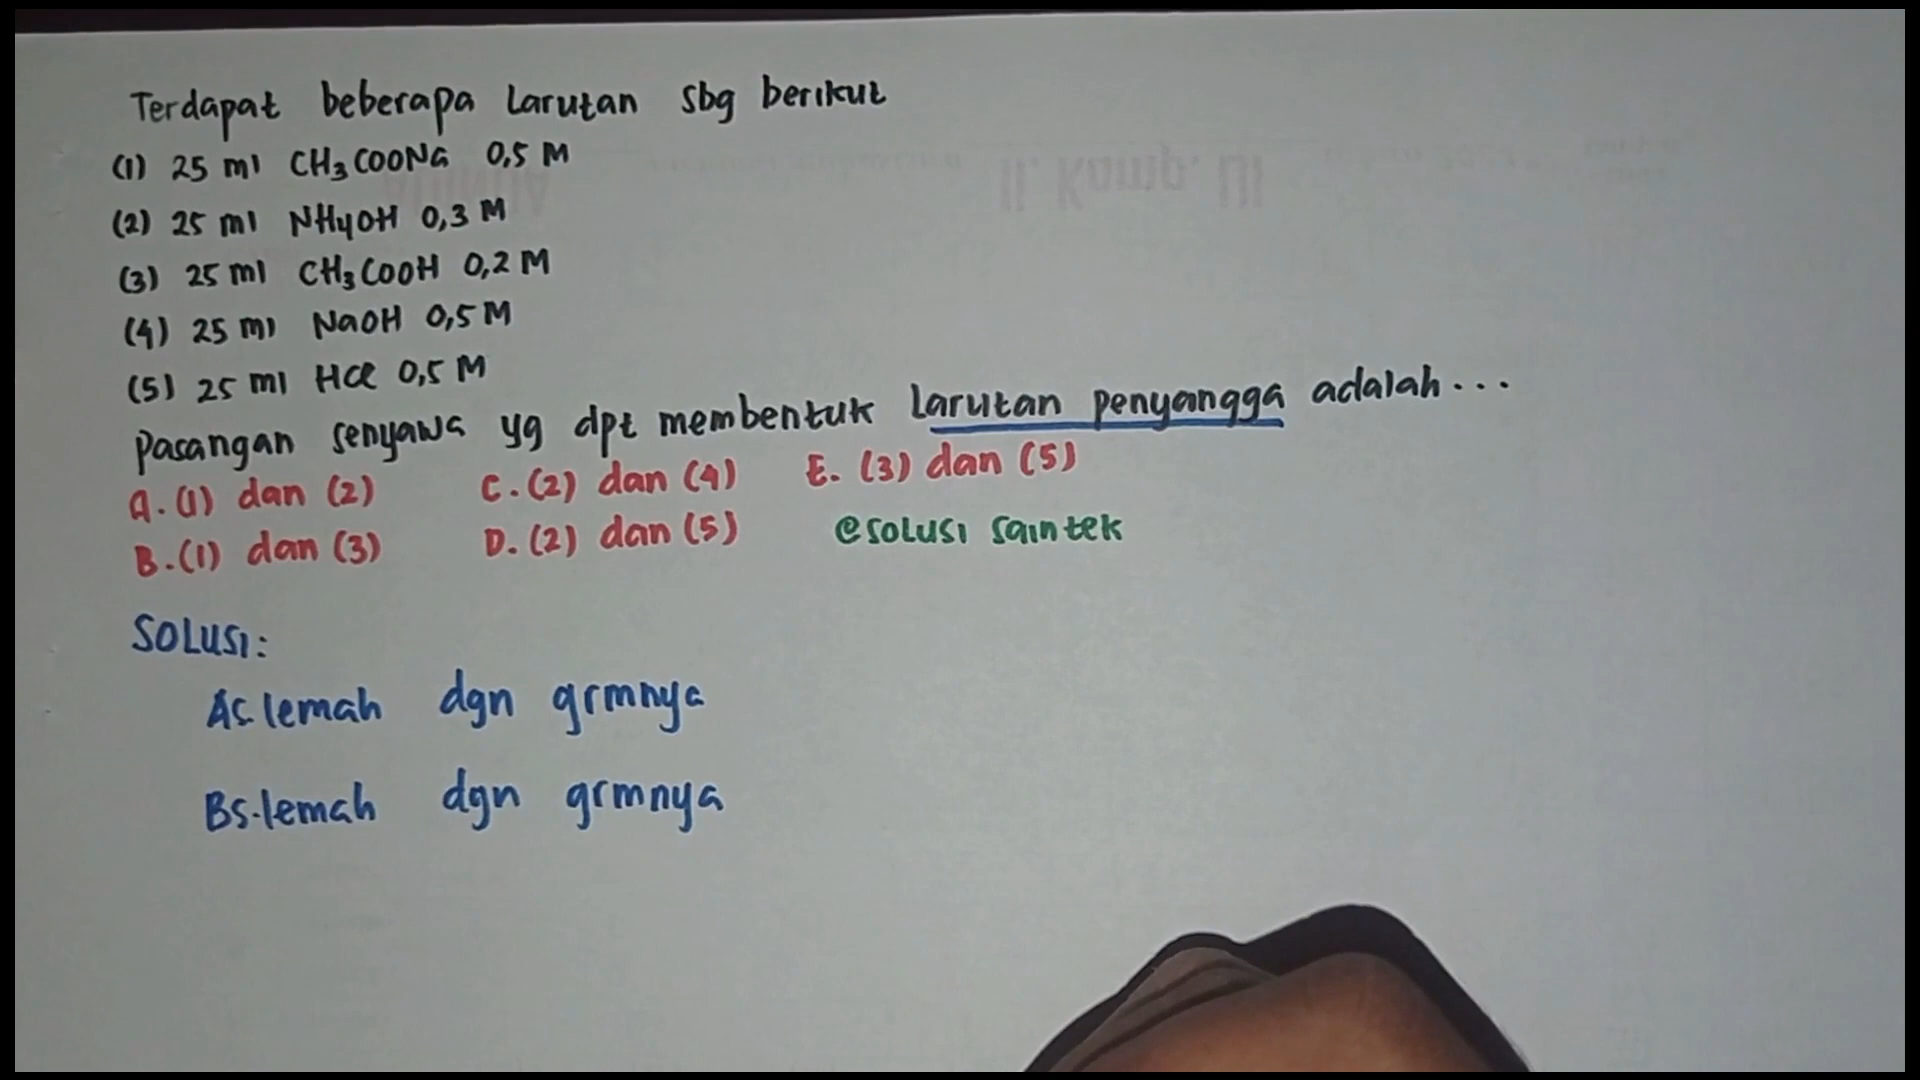 Terdapat beberapa Larutan sbg berikut
(1) 25 ml CH₃COONa 0,5 M
(2) 25 ml NH4OH 0,3 M
(3) 25 ml CH₃COOH 0,2 M
(4) 25 ml NaOH 0,5 M
(5) 25 ml HCl 0,5 M
Pasangan senyawa yg dpt membentuk Larutan penyangga adalah...
A. (1) dan (2) C. (2) dan (4) E. (3) dan (5)
B. (1) dan (3) D. (2) dan (5) @solusi saintek
SOLUSI:
As.lemah dgn grmnya
Bs.lemah dgn grmnya